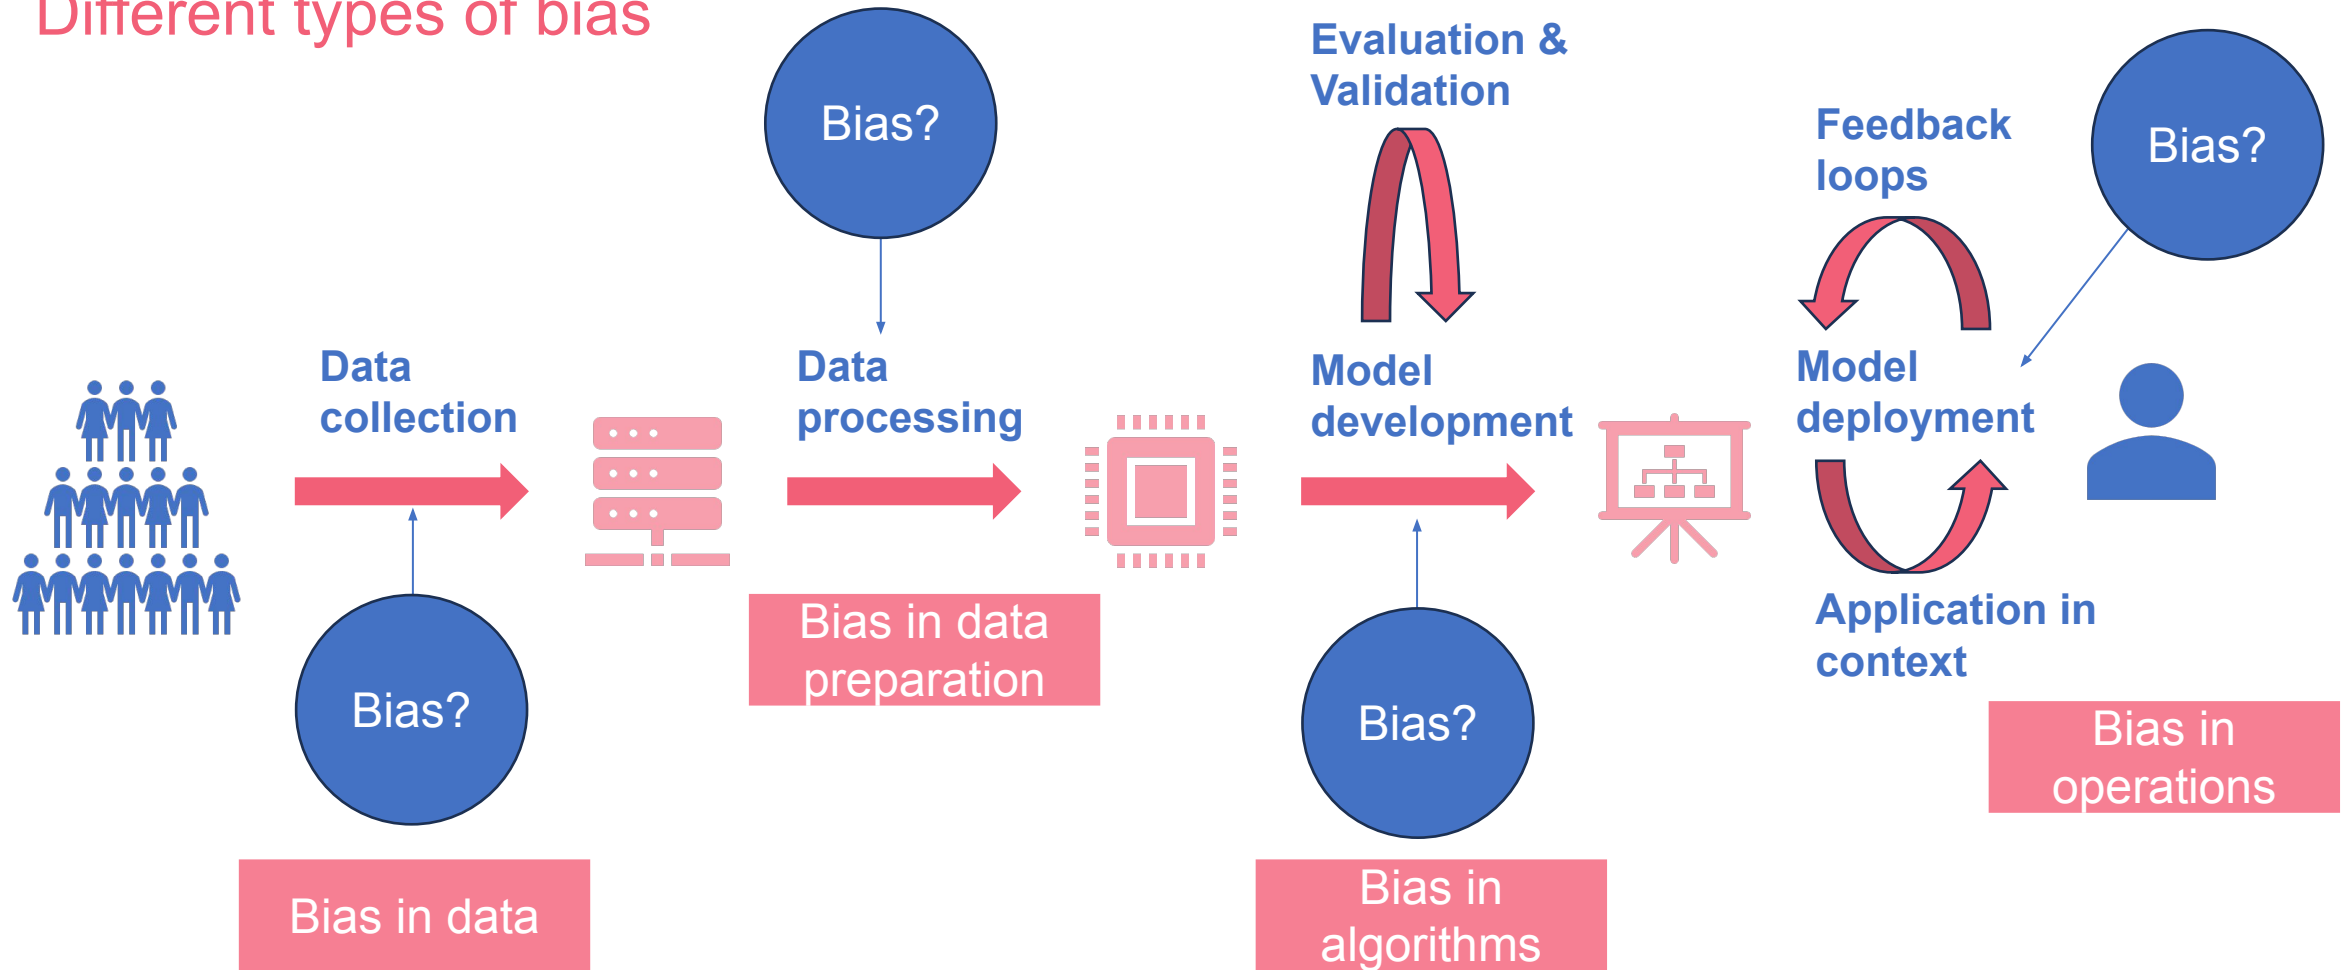 Different types of bias
Bias?
Evaluation &
Validation
Feedback
loops
Bias?
Data
collection
Data
processing
Model
development
Model
deployment
Bias?
Bias in data
preparation
Bias?
Application in
context
Bias in
operations
Bias in data
Bias in
algorithms